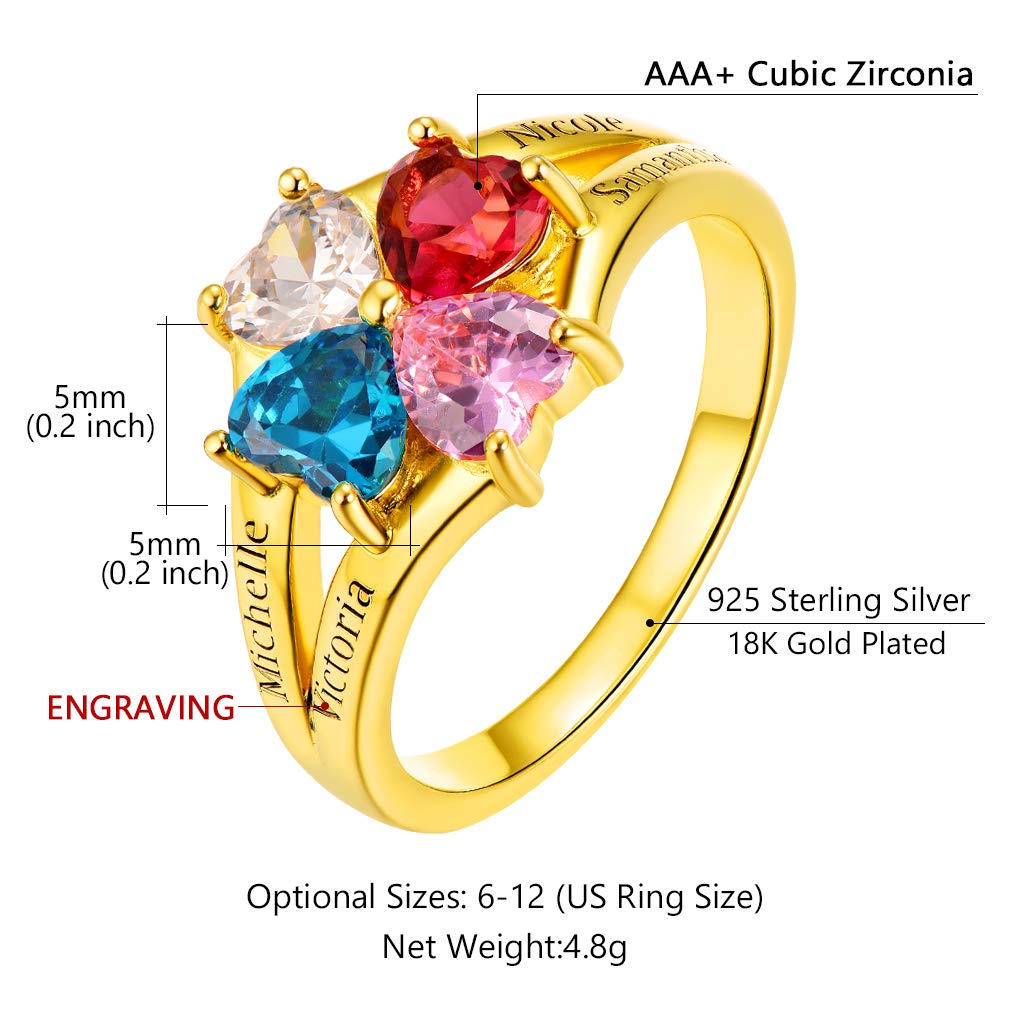 AAA+ Cubic Zirconia
Nicole
Samantha
5mm
(0.2 inch)
5mm
(0.2 inch)
Michelle
Victoria
925 Sterling Silver
18K Gold Plated
ENGRAVING
Optional Sizes: 6-12 (US Ring Size)
Net Weight:4.8g